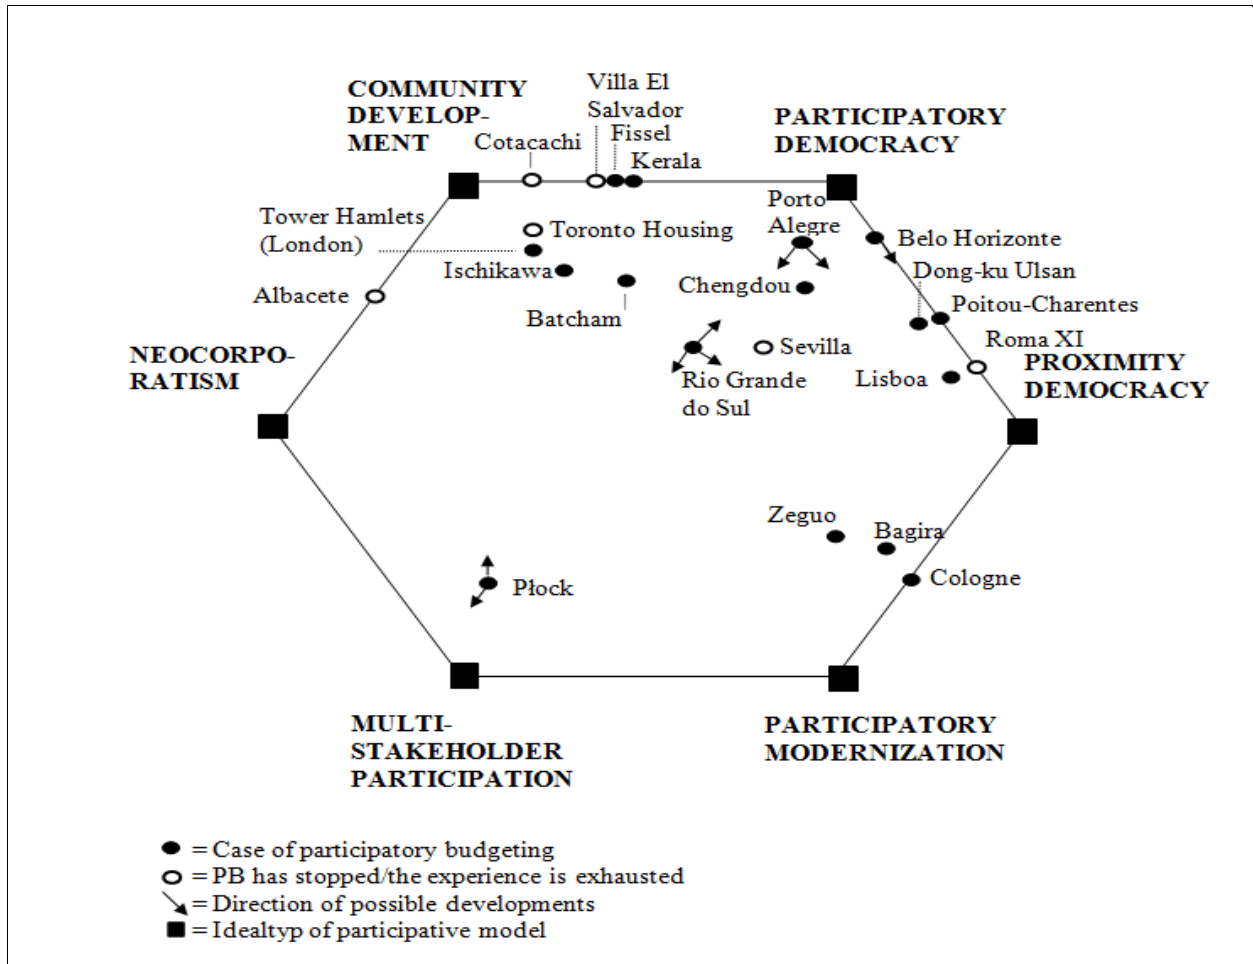 COMMUNITY
DEVELOP-
MENT
Villa El
Salvador
Fissel
Kerala
Cotacachi
PARTICIPATORY
DEMOCRACY
Porto
Alegre
Tower Hamlets
(London)
Toronto Housing
Belo Horizonte
Dong-ku Ulsan
Ischikawa
Chengdou
Albacete
Batcham
Poitou-Charentes
Roma XI
NEOCORPO-
RATISM
Sevilla
PROXIMITY
DEMOCRACY
Lisboa
Rio Grande
do Sul
Zeguo
Bagira
Cologne
Płock
MULTI-
STAKEHOLDER
PARTICIPATION
PARTICIPATORY
MODERNIZATION
= Case of participatory budgeting
= PB has stopped/the experience is exhausted
= Direction of possible developments
= Idealtyp of participative model